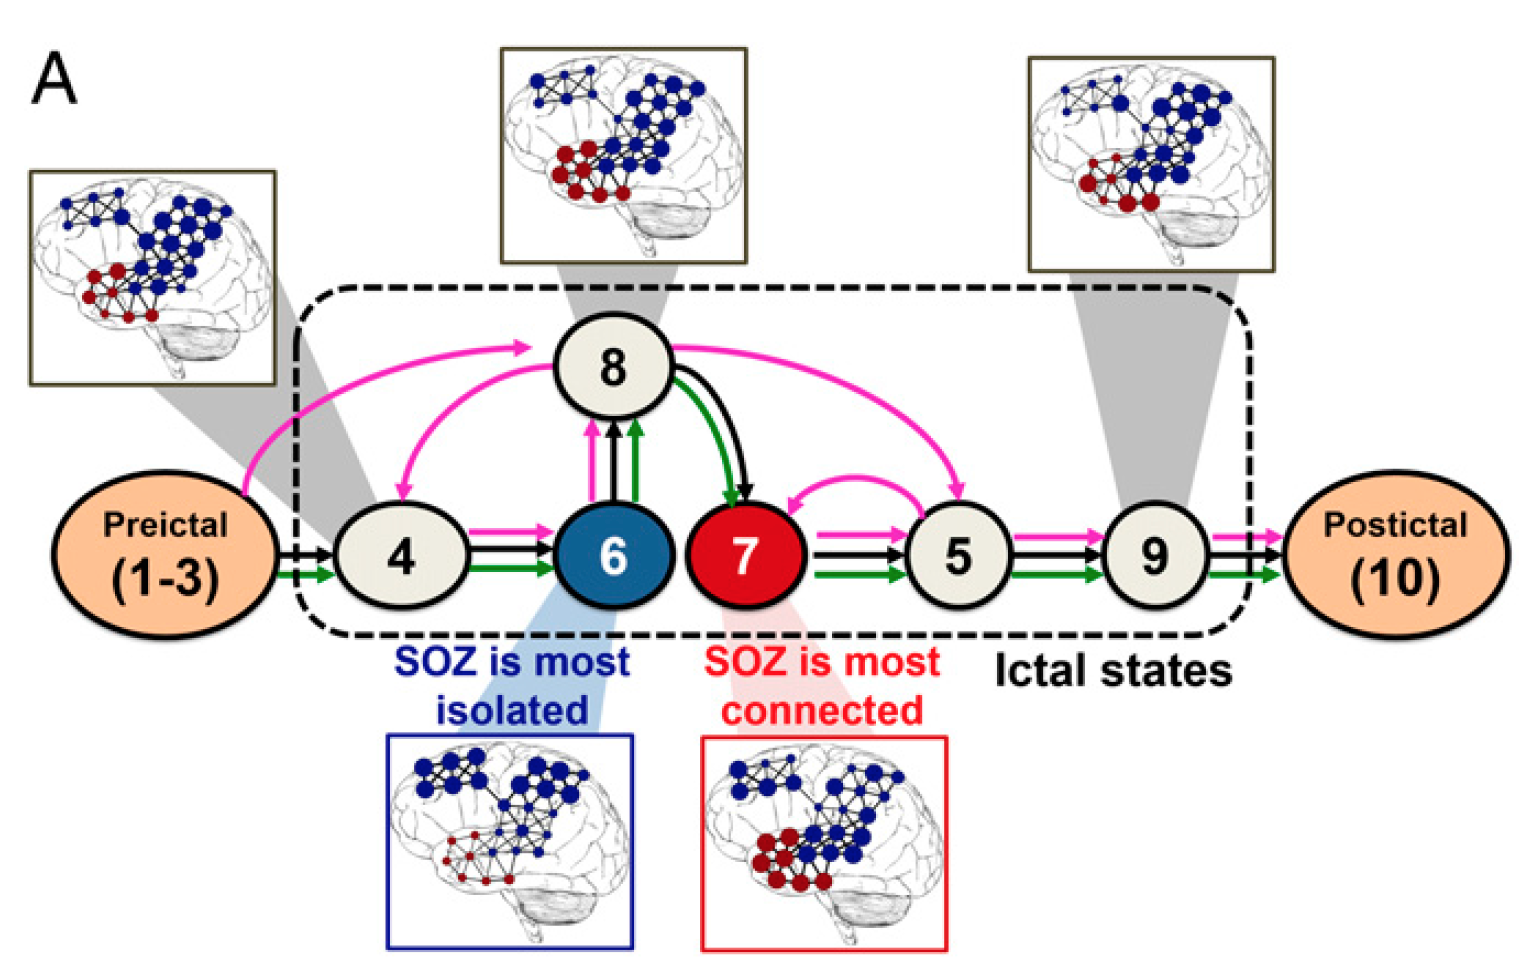 A
8
Preictal
(1-3)
4
6
7
5
9
Postictal
(10)
SOZ is most
isolated
SOZ is most
connected
Ictal states